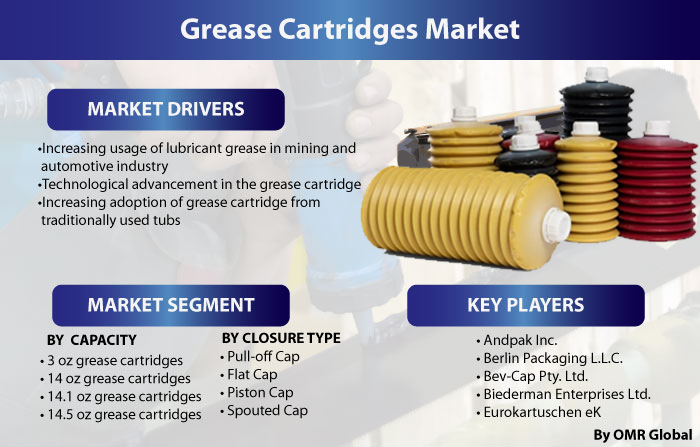 Grease Cartridges Market
MARKET DRIVERS
•Increasing usage of lubricant grease in mining and
automotive industry
•Technological advancement in the grease cartridge
•Increasing adoption of grease cartridge from
traditionally used tubs
MARKET SEGMENT
BY CAPACITY
• 3 oz grease cartridges
• 14 oz grease cartridges
• 14.1 oz grease cartridges
• 14.5 oz grease cartridges
BY CLOSURE TYPE
• Pull-off Cap
• Flat Cap
• Piston Cap
• Spouted Cap
KEY PLAYERS
• Andpak Inc.
• Berlin Packaging L.L.C.
• Bev-Cap Pty. Ltd.
• Biederman Enterprises Ltd.
• Eurokartuschen eK
By OMR Global